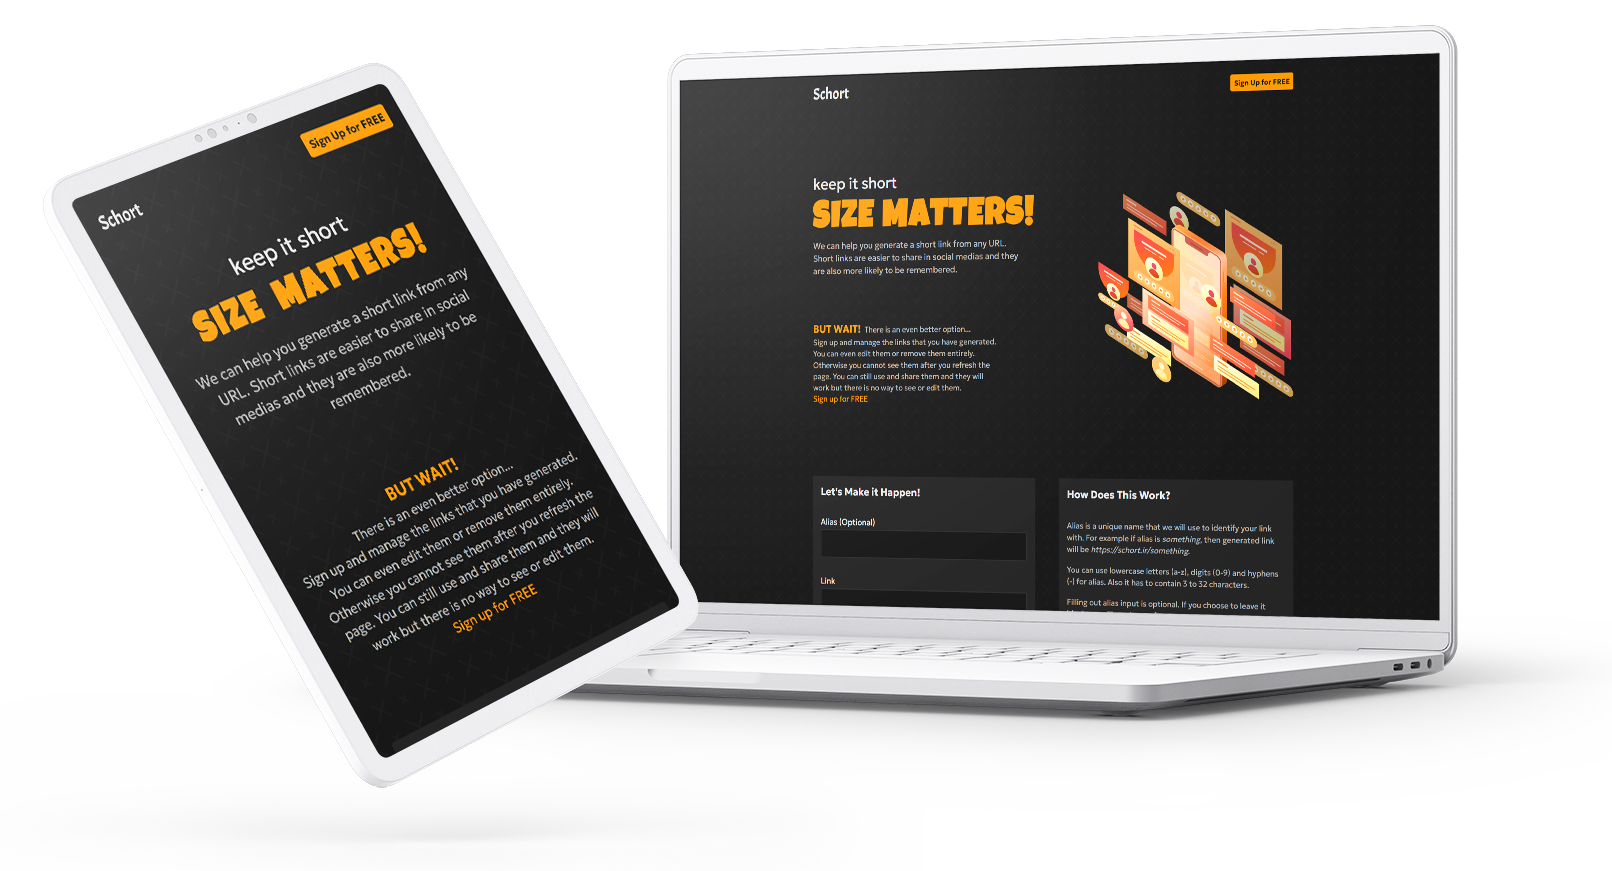 Sign Up for FREE
Schort
keep it short
SIZE MATTERS!
We can help you generate a short link from any
URL. Short links are easier to share in social
medias and they are also more likely to be
remembered.
BUT WAIT!
There is an even better option...
Sign up and manage the links that you have generated.
You can even edit them or remove them entirely.
Otherwise you cannot see them after you refresh the
page. You can still use and share them and they will
work but there is no way to see or edit them.
Sign up for FREE
Schort
Sign Up for FREE
keep it short
SIZE MATTERS!
We can help you generate a short link from any URL.
Short links are easier to share in social medias and they
are also more likely to be remembered.
BUT WAIT! There is an even better option...
Sign up and manage the links that you have generated.
You can even edit them or remove them entirely.
Otherwise you cannot see them after you refresh the
page. You can still use and share them and they will
work but there is no way to see or edit them.
Sign up for FREE
Let's Make it Happen!
Alias (Optional)
Link
How Does This Work?
Alias is a unique name that we will use to identify your link
with. For example if alias is something, then generated link
will be https://schort.ir/something.
You can use lowercase letters (a-z), digits (0-9) and hyphens
(-) for alias. Also it has to contain 3 to 32 characters.
Filling out alias input is optional. If you choose to leave it